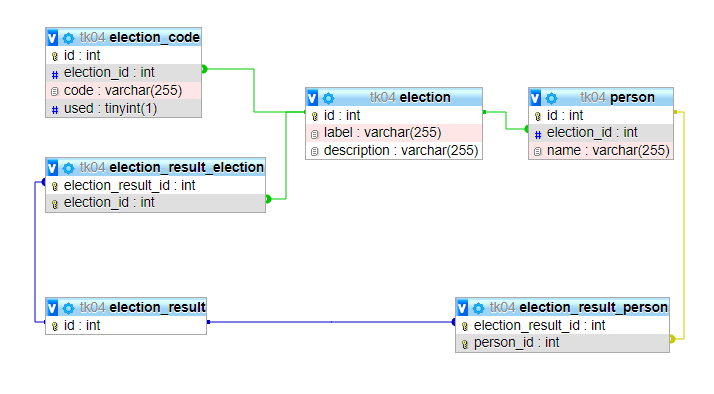 v tk04 election_code
id : int
# election_id : int
code : varchar(255)
# used : tinyint(1)
v tk04 election
id : int
label : varchar(255)
description : varchar(255)
v tk04 person
id : int
# election_id : int
name : varchar(255)
v tk04 election_result_election
election_result_id : int
election_id : int
v tk04 election_result
id : int
v tk04 election_result_person
election_result_id : int
person_id : int